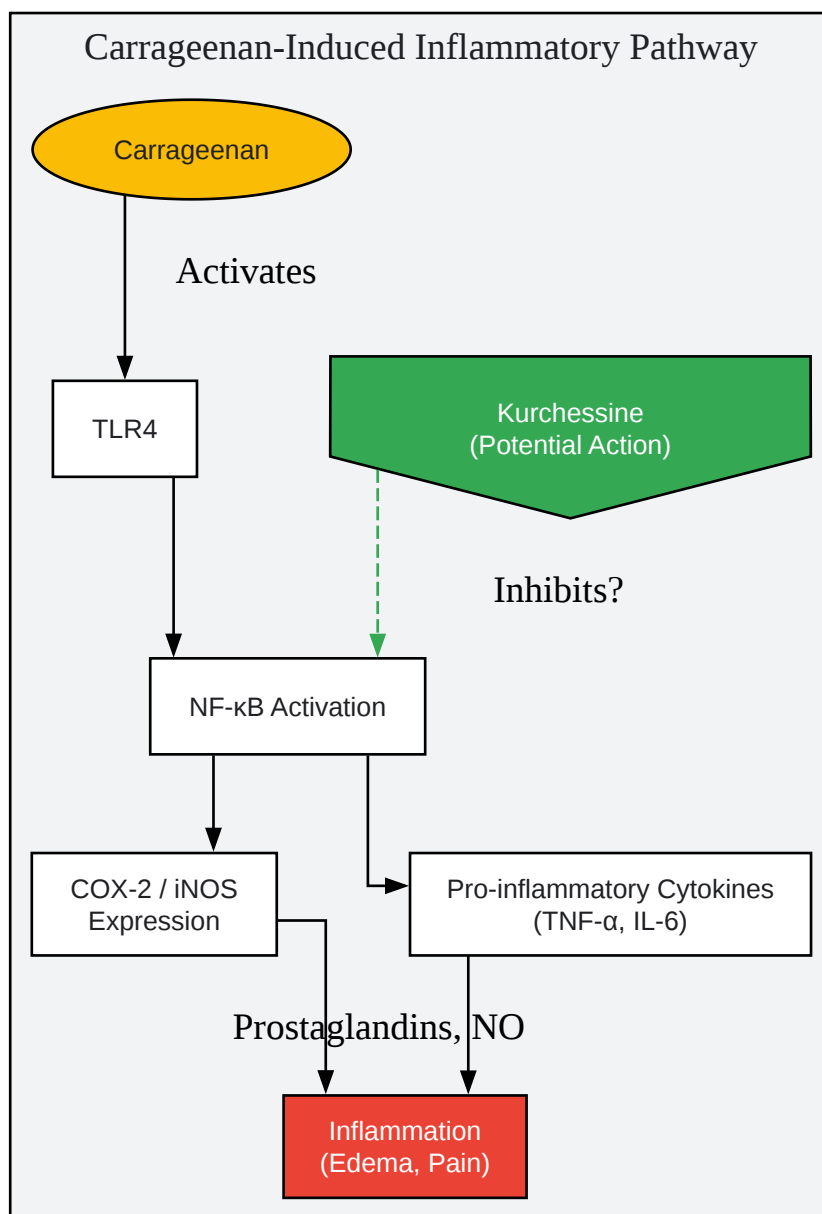 Carrageenan-Induced Inflammatory Pathway
Carrageenan
Activates
TLR4
Kurchessine
(Potential Action)
Inhibits?
NF-κB Activation
COX-2 / iNOS
Expression
Pro-inflammatory Cytokines
(TNF-α, IL-6)
Prostaglandins, NO
Inflammation
(Edema, Pain)